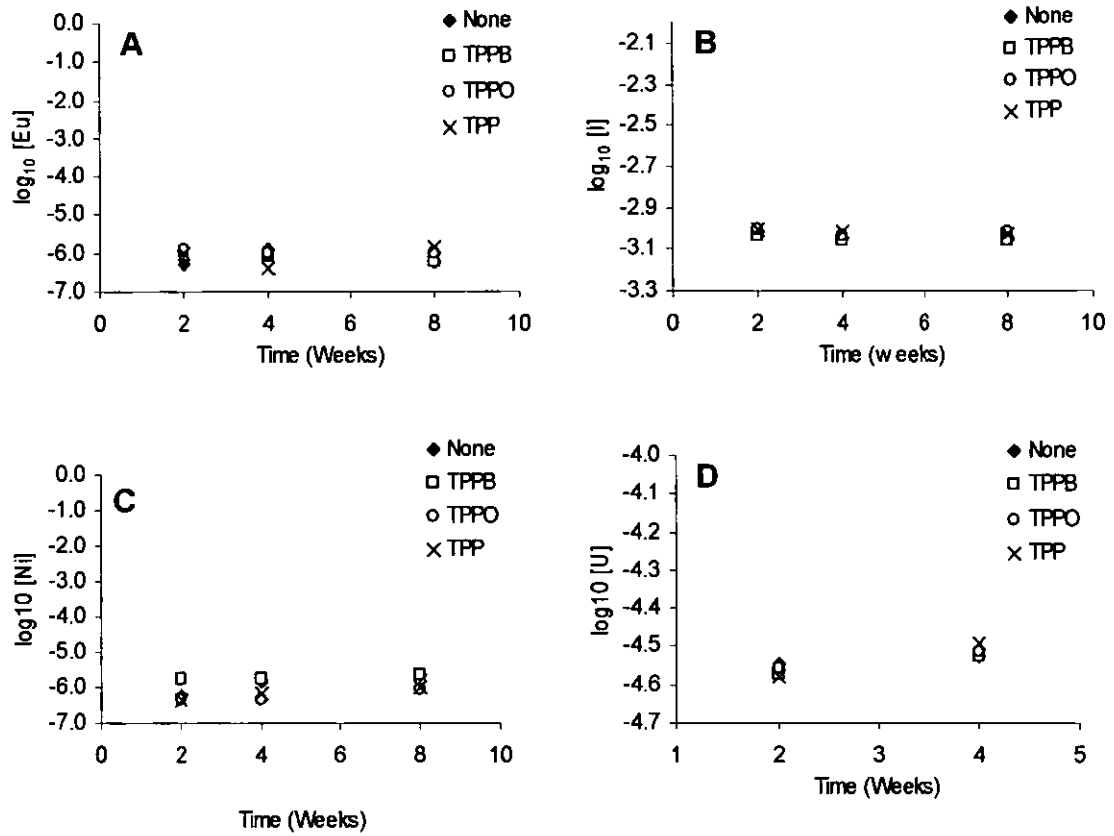 A
log₁₀ [Eu]
0.0
-1.0
-2.0
-3.0
-4.0
-5.0
-6.0
-7.0
0 2 4 6 8 10
Time (Weeks)
None
TPPB
TPPO
TPP
B
log₁₀ [I]
-2.1
-2.3
-2.5
-2.7
-2.9
-3.1
-3.3
0 2 4 6 8 10
Time (weeks)
None
TPPB
TPPO
TPP
C
log10 [Ni]
0.0
-1.0
-2.0
-3.0
-4.0
-5.0
-6.0
-7.0
0 2 4 6 8 10
Time (Weeks)
None
TPPB
TPPO
TPP
D
log10 [U]
-4.0
-4.1
-4.2
-4.3
-4.4
-4.5
-4.6
-4.7
1 2 3 4 5
Time (Weeks)
None
TPPB
TPPO
TPP